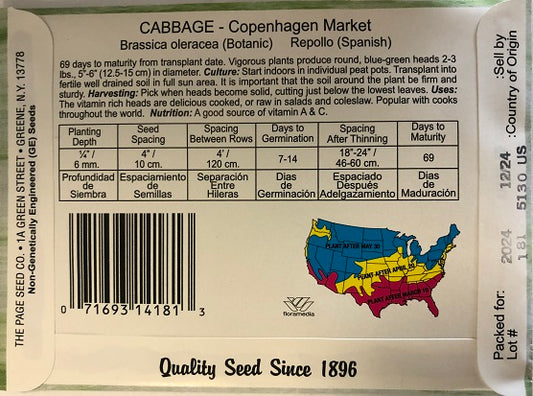 CABBAGE - Copenhagen Market
Brassica oleracea (Botanic) Repollo (Spanish)
69 days to maturity from transplant date. Vigorous plants produce round, blue-green heads 2-3
lbs., 5"-6" (12.5-15 cm) in diameter. Culture: Start indoors in individual peat pots. Transplant into
fertile well drained soil in full sun area. It is important that the soil around the plant be firm and
sturdy. Harvesting: Pick when heads become solid, cutting just below the lowest leaves. Uses:
The vitamin rich heads are delicious cooked, or raw in salads and coleslaw. Popular with cooks
throughout the world. Nutrition: A good source of vitamin A & C.
Planting Depth Seed Spacing Spacing Between Rows Days to Germination Spacing After Thinning Days to Maturity
¼"/ 6 mm. 4"/ 10 cm. 4'/ 120 cm. 7-14 18"-24"/ 46-60 cm. 69
Profundidad de Siembra Espaciamiento de Semillas Separación Entre Hileras Dias de Germinación Espaciado Después Adelgazamiento Dias de Maduración
0 71693 14181 3
floramedia
PLANT AFTER MAY 30
PLANT AFTER APRIL 20
PLANT AFTER MARCH 15
Quality Seed Since 1896
THE PAGE SEED CO. • 1A GREEN STREET • GREENE, N.Y. 13778
Non-Genetically Engineered (GE) Seeds
Packed for: 2024 12/24 :Sell by
Lot # 181 5130 US :Country of Origin